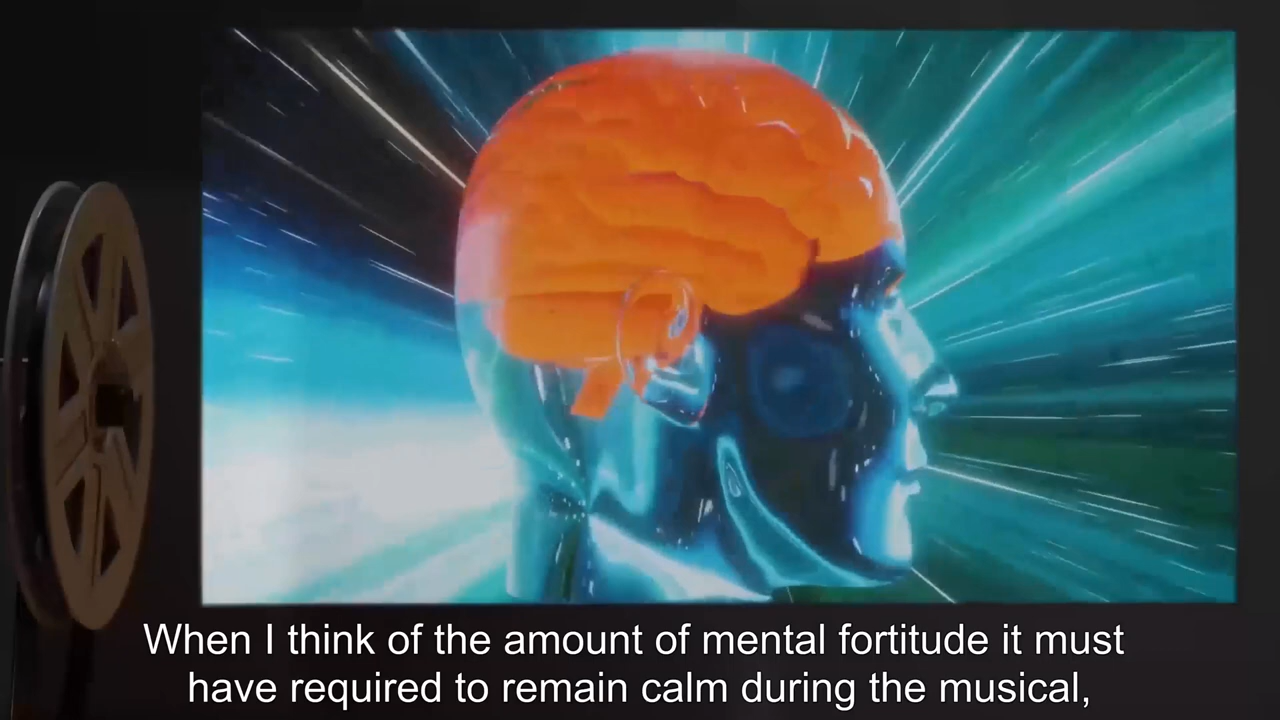 When I think of the amount of mental fortitude it must
have required to remain calm during the musical,